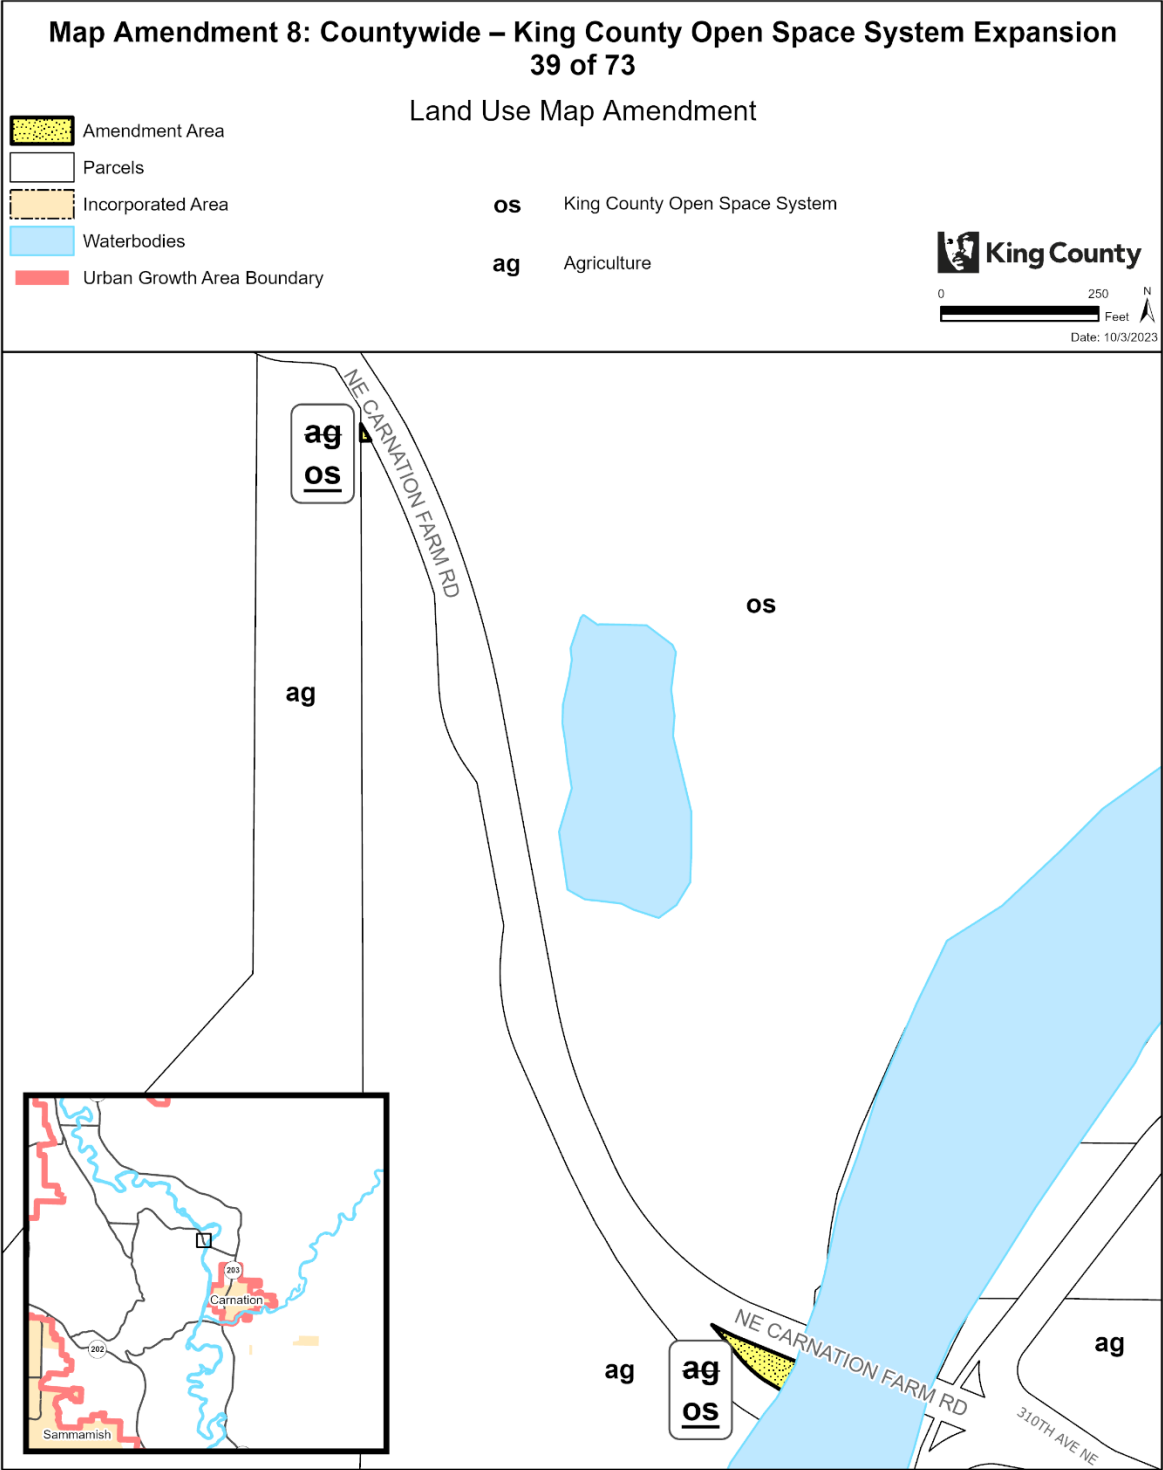 Map Amendment 8: Countywide – King County Open Space System Expansion
39 of 73
Land Use Map Amendment
Amendment Area
Parcels
Incorporated Area
Waterbodies
Urban Growth Area Boundary
os King County Open Space System
ag Agriculture
King County
0 250
Feet
N
Date: 10/3/2023
NE CARNATION FARM RD
ag
os
os
ag
203
Carnation
202
Sammamish
NE CARNATION FARM RD
ag
ag
os
ag
310TH AVE NE